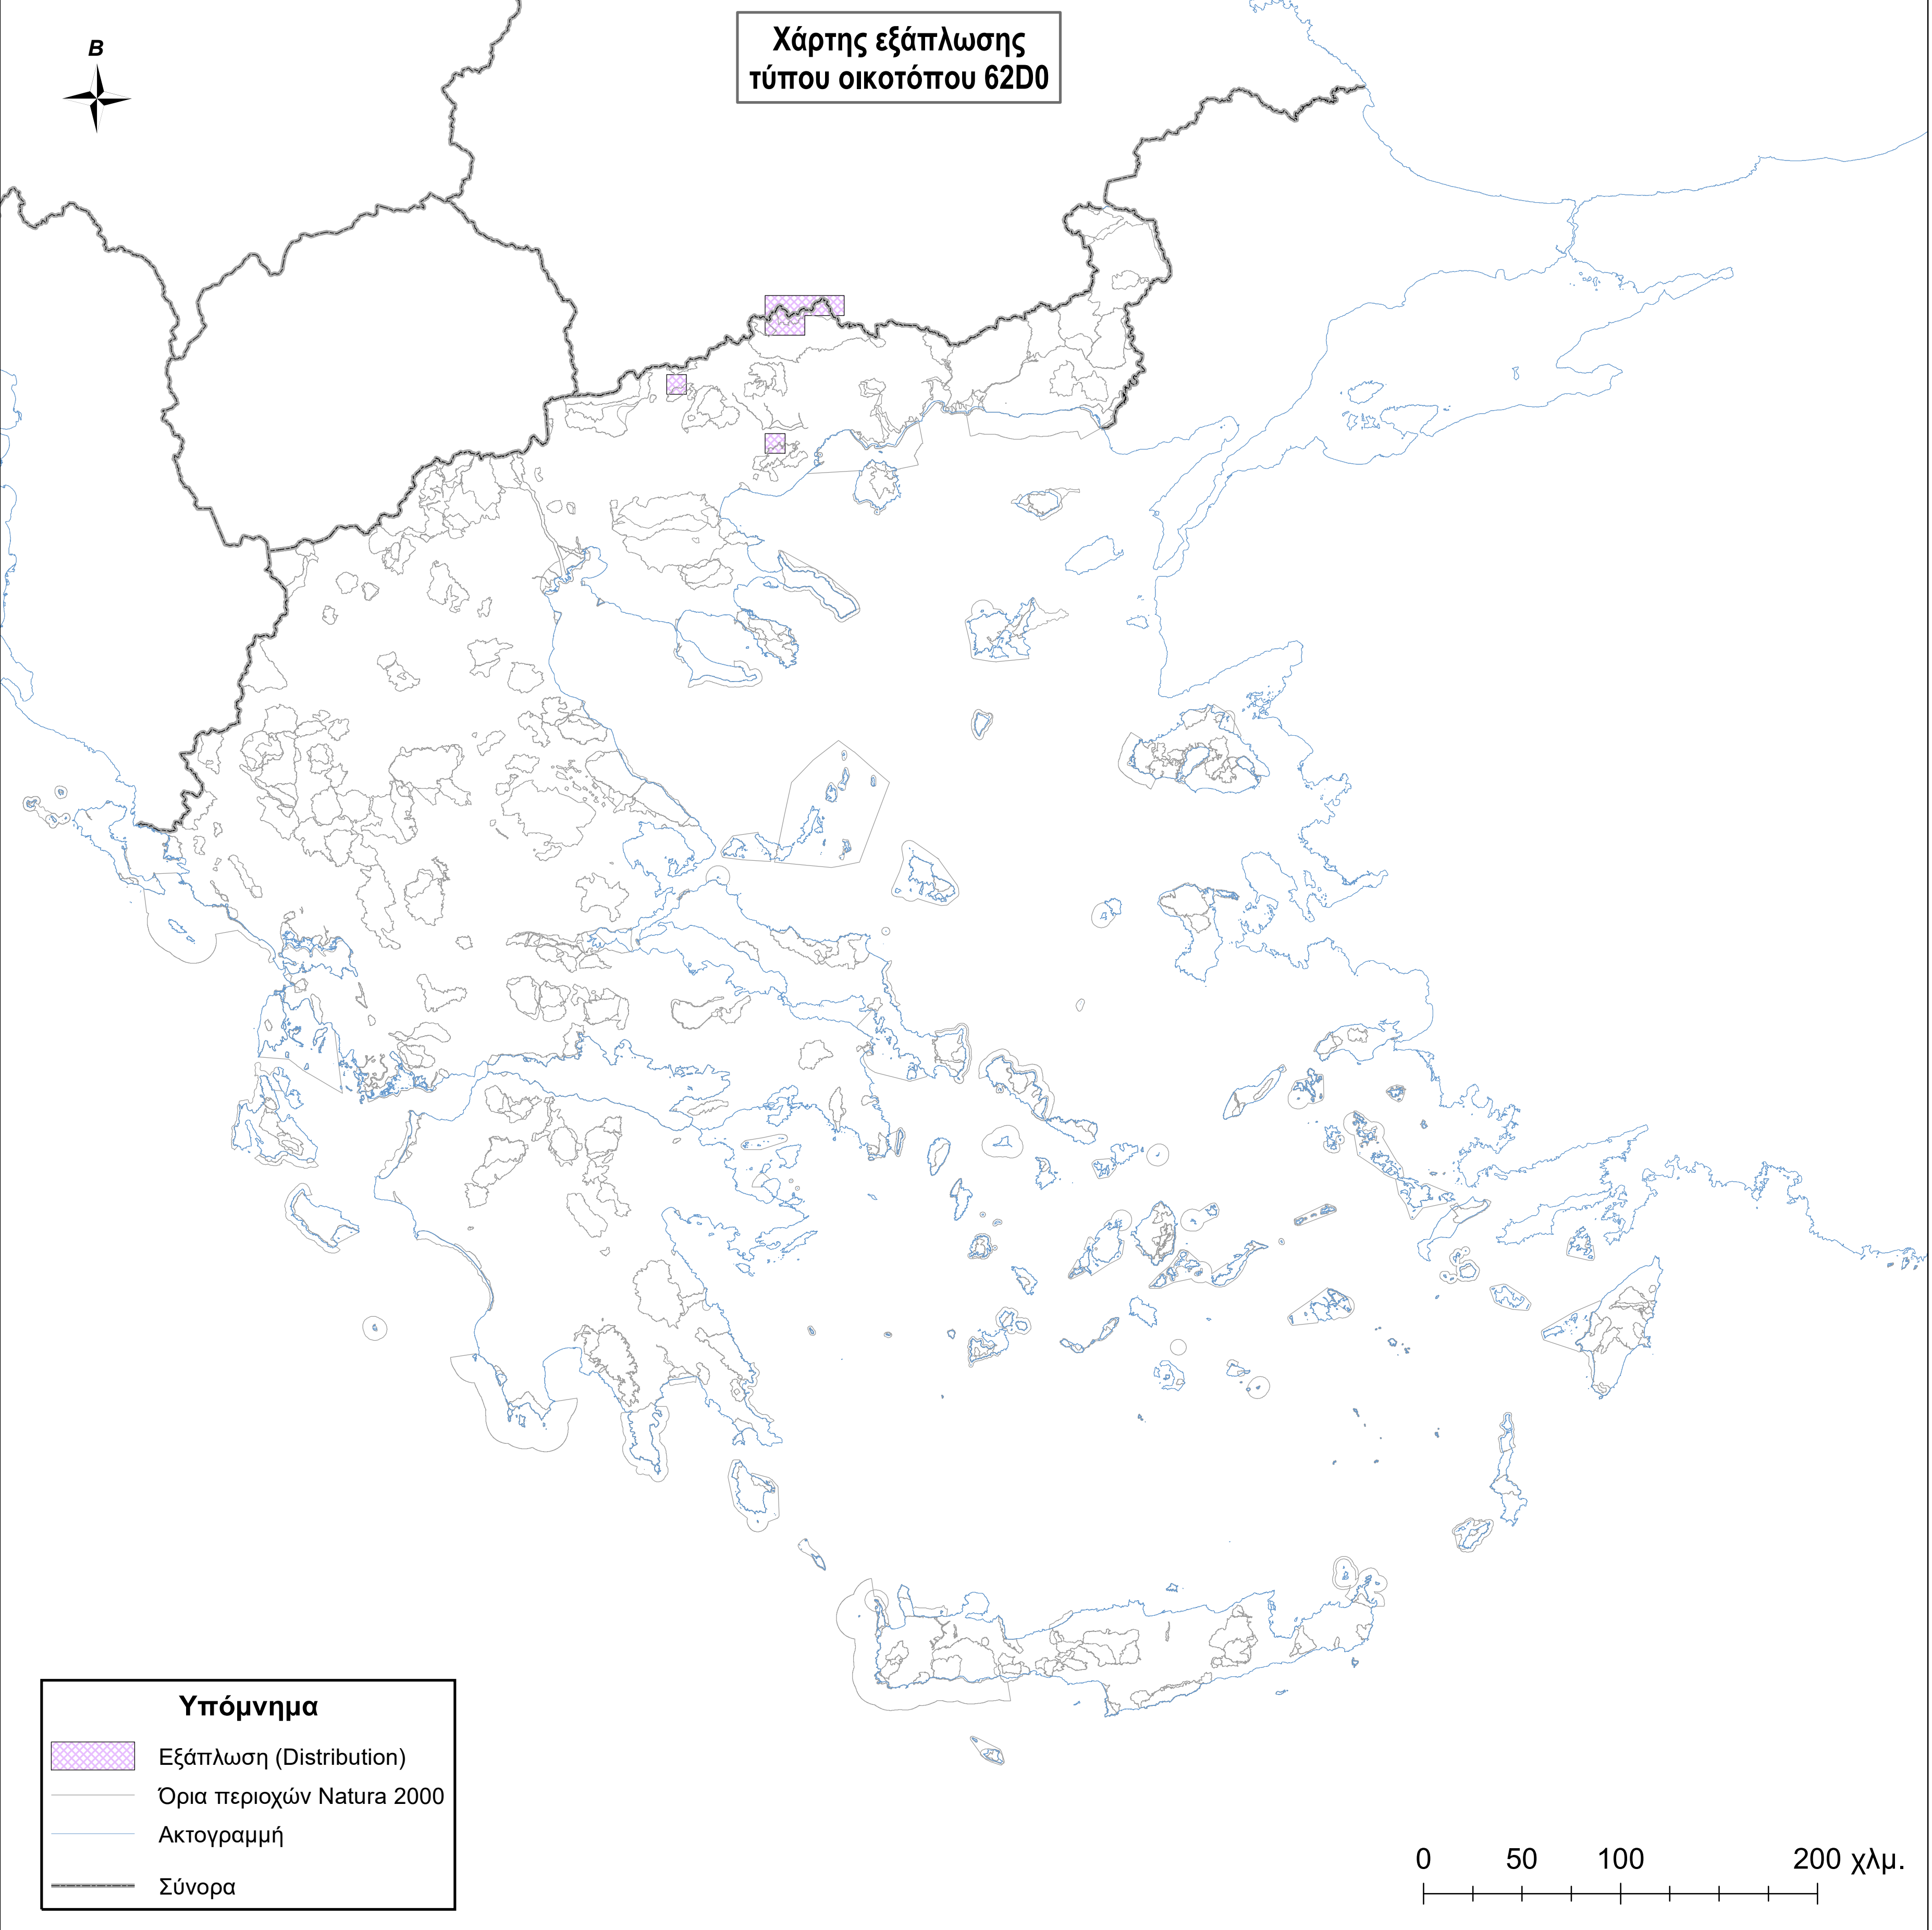 Χάρτης εξάπλωσης
τύπου οικοτόπου 62D0
Β
Υπόμνημα
Εξάπλωση (Distribution)
Όρια περιοχών Natura 2000
Ακτογραμμή
Σύνορα
0 50 100 200 χλμ.